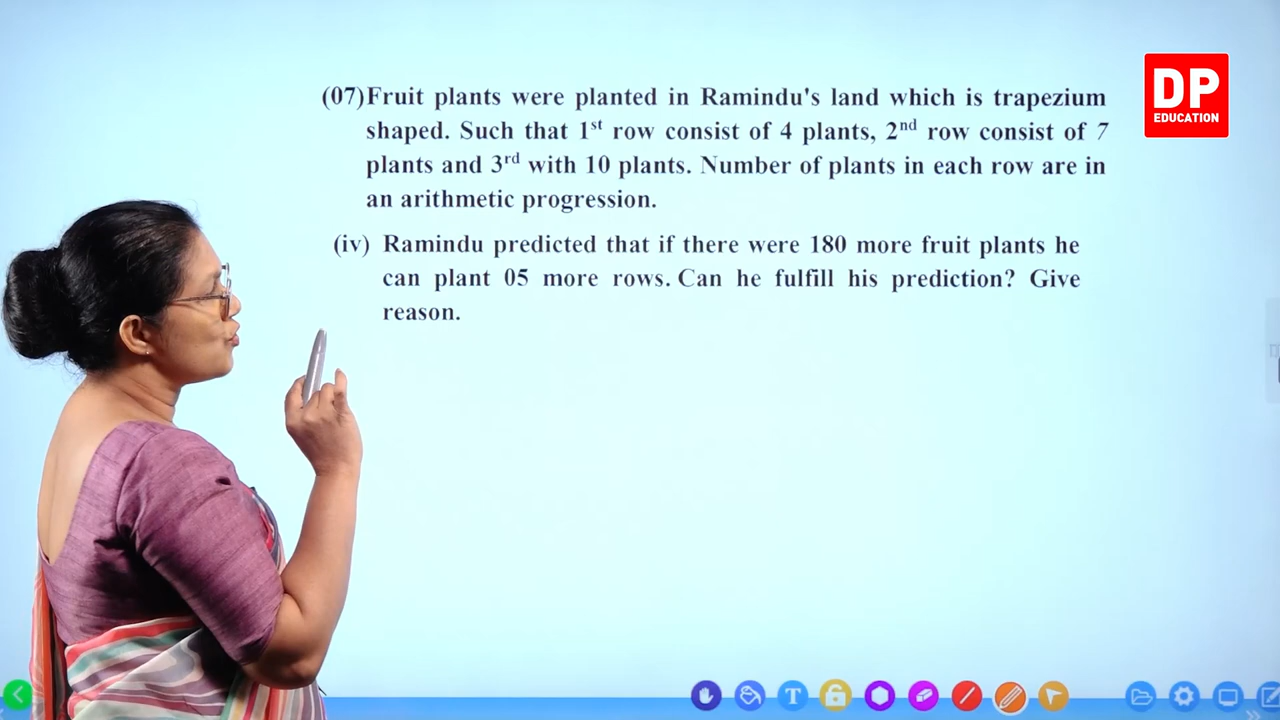 DP
EDUCATION
(07)Fruit plants were planted in Ramindu's land which is trapezium
shaped. Such that 1st row consist of 4 plants, 2nd row consist of 7
plants and 3rd with 10 plants. Number of plants in each row are in
an arithmetic progression.
(iv) Ramindu predicted that if there were 180 more fruit plants he
can plant 05 more rows. Can he fulfill his prediction? Give
reason.
T